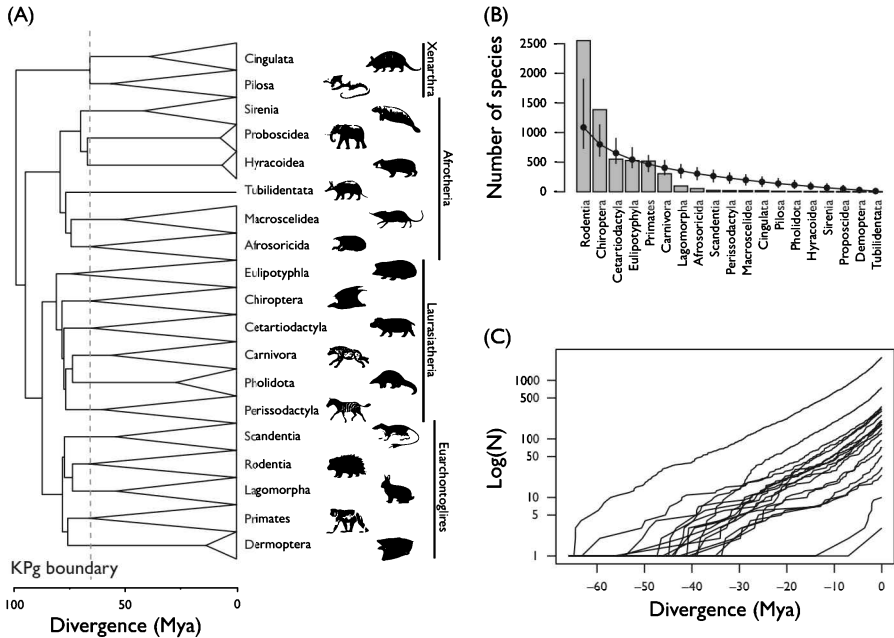 (A)
Cingulata
Pilosa
Sirenia
Proboscidea
Hyracoidea
Tubilidentata
Macroscelidea
Afrosoricida
Eulipotyphla
Chiroptera
Cetartiodactyla
Carnivora
Pholidota
Perissodactyla
Scandentia
Rodentia
Lagomorpha
Primates
Dermoptera
Xenarthra
Afrotheria
Laurasiatheria
Euarchontoglires
KPg boundary
100 50 0
Divergence (Mya)
(B)
Number of species
2500
2000
1500
1000
500
0
Rodentia
Chiroptera
Cetartiodactyla
Eulipotyphyla
Primates
Carnivora
Lagomorpha
Afrosoricida
Scandentia
Perissodactyla
Macroscelidea
Cingulata
Pilosa
Pholidota
Hyracoidea
Sirenia
Proposcidea
Demoptera
Tubilidentata
(C)
Log(N)
1000
500
100
50
10
5
1
−60 −50 −40 −30 −20 −10 0
Divergence (Mya)